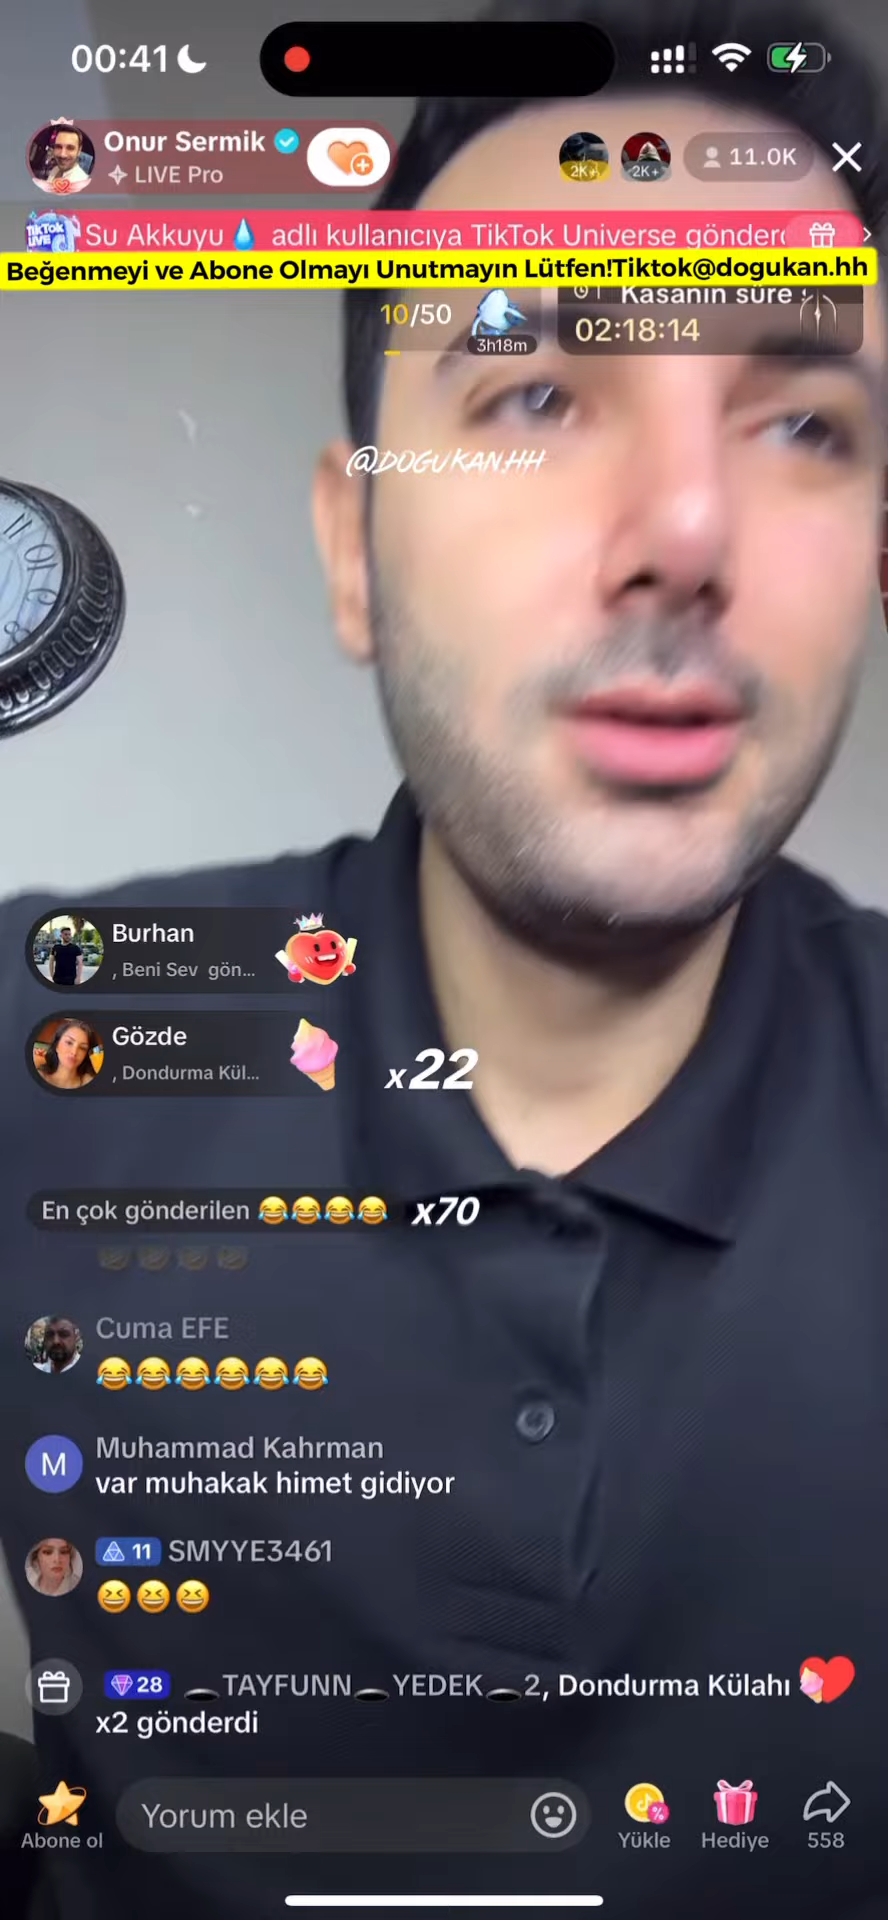 00:41
Onur Sermik
LIVE Pro
2K+
2K+
11.0K
TikTok LIVE
Su Akkuyu💧 adlı kullanıcıya TikTok Universe gönder
Beğenmeyi ve Abone Olmayı Unutmayın Lütfen!Tiktok@dogukan.hh
10/50
3h18m
Kasanın süre
02:18:14
@DOGUKAN.HH
Burhan
, Beni Sev gön...
Gözde
, Dondurma Kül...
x22
En çok gönderilen 😂😂😂😂 x70
Cuma EFE
😂😂😂😂😂😂
M
Muhammad Kahrman
var muhakak himet gidiyor
11 SMYYE3461
😆😆😆
28 🕳️TAYFUNN🕳️YEDEK🕳️2, Dondurma Külahı
x2 gönderdi
Abone ol
Yorum ekle
Yükle
Hediye
558